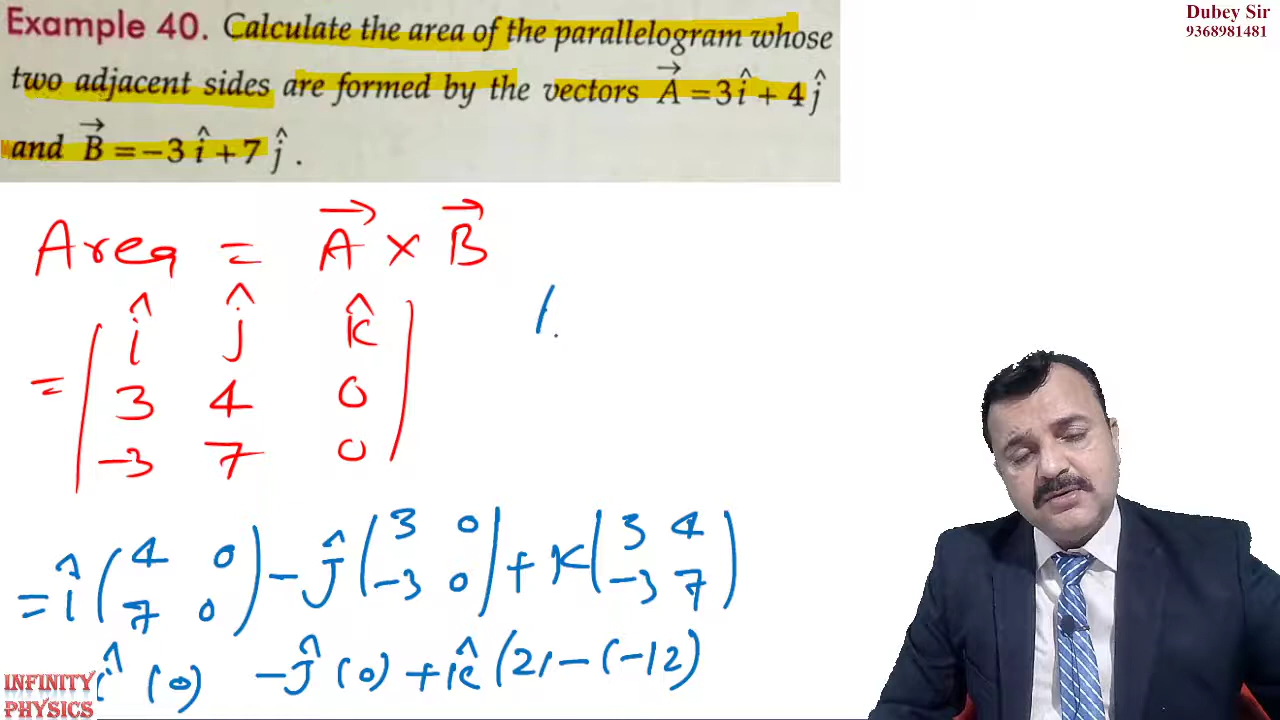 Example 40. Calculate the area of the parallelogram whose
two adjacent sides are formed by the vectors A⃗ = 3î + 4ĵ
and B⃗ = −3î + 7ĵ.
Dubey Sir
9368981481
Area = A⃗ × B⃗
= | î ĵ k̂ |
3 4 0
−3 7 0
= î (4 0 − ĵ (3 0 + K (3 4
7 0) −3 0) −3 7)
î (0) − ĵ (0) + k̂ (21 − (−12)
INFINITY
PHYSICS